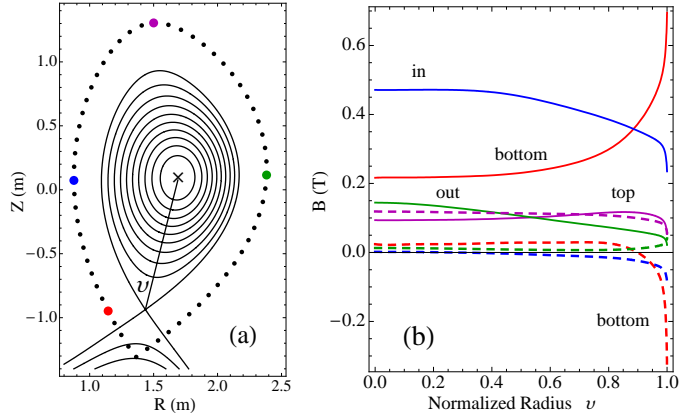 1.0
0.5
0.0
−0.5
−1.0
Z (m)
υ
(a)
1.0
1.5
2.0
2.5
R (m)
0.6
0.4
0.2
0.0
−0.2
B (T)
in
bottom
out
top
bottom
(b)
0.0
0.2
0.4
0.6
0.8
1.0
Normalized Radius υ